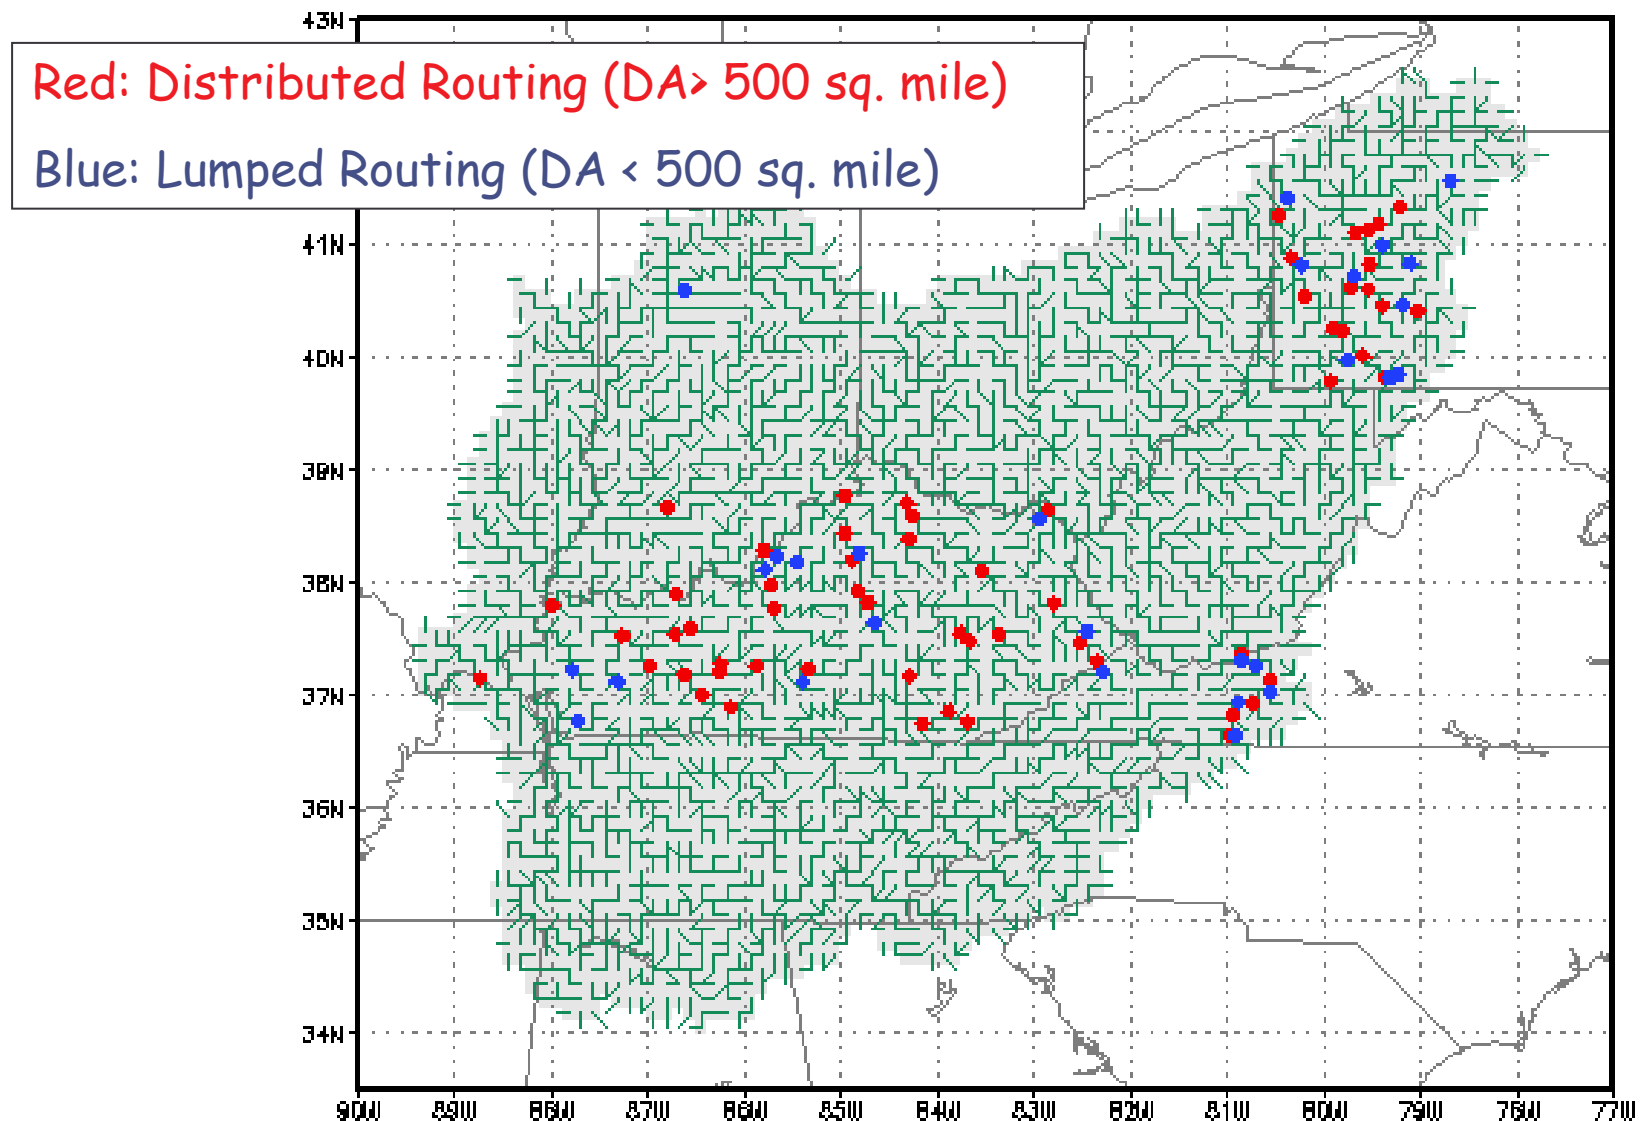 43N
Red: Distributed Routing (DA> 500 sq. mile)
Blue: Lumped Routing (DA < 500 sq. mile)
41N
40N
39N
38N
37N
36N
35N
34N
90W 89W 88W 87W 86W 85W 84W 83W 82W 81W 80W 79W 78W 77W